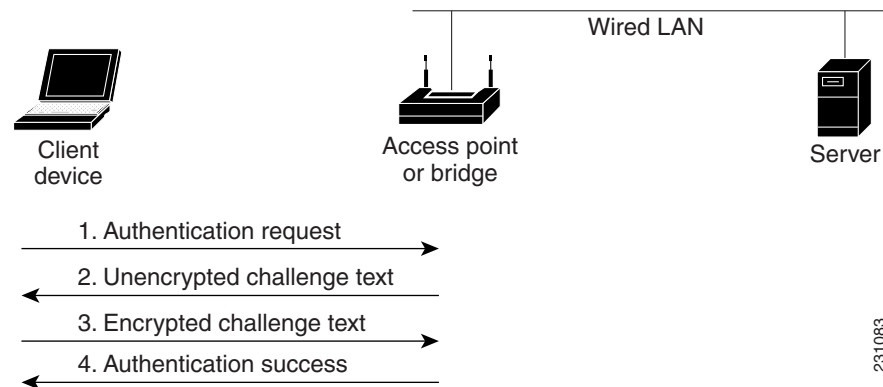 Wired LAN
Client
device
Access point
or bridge
Server
1. Authentication request
2. Unencrypted challenge text
3. Encrypted challenge text
4. Authentication success
231083